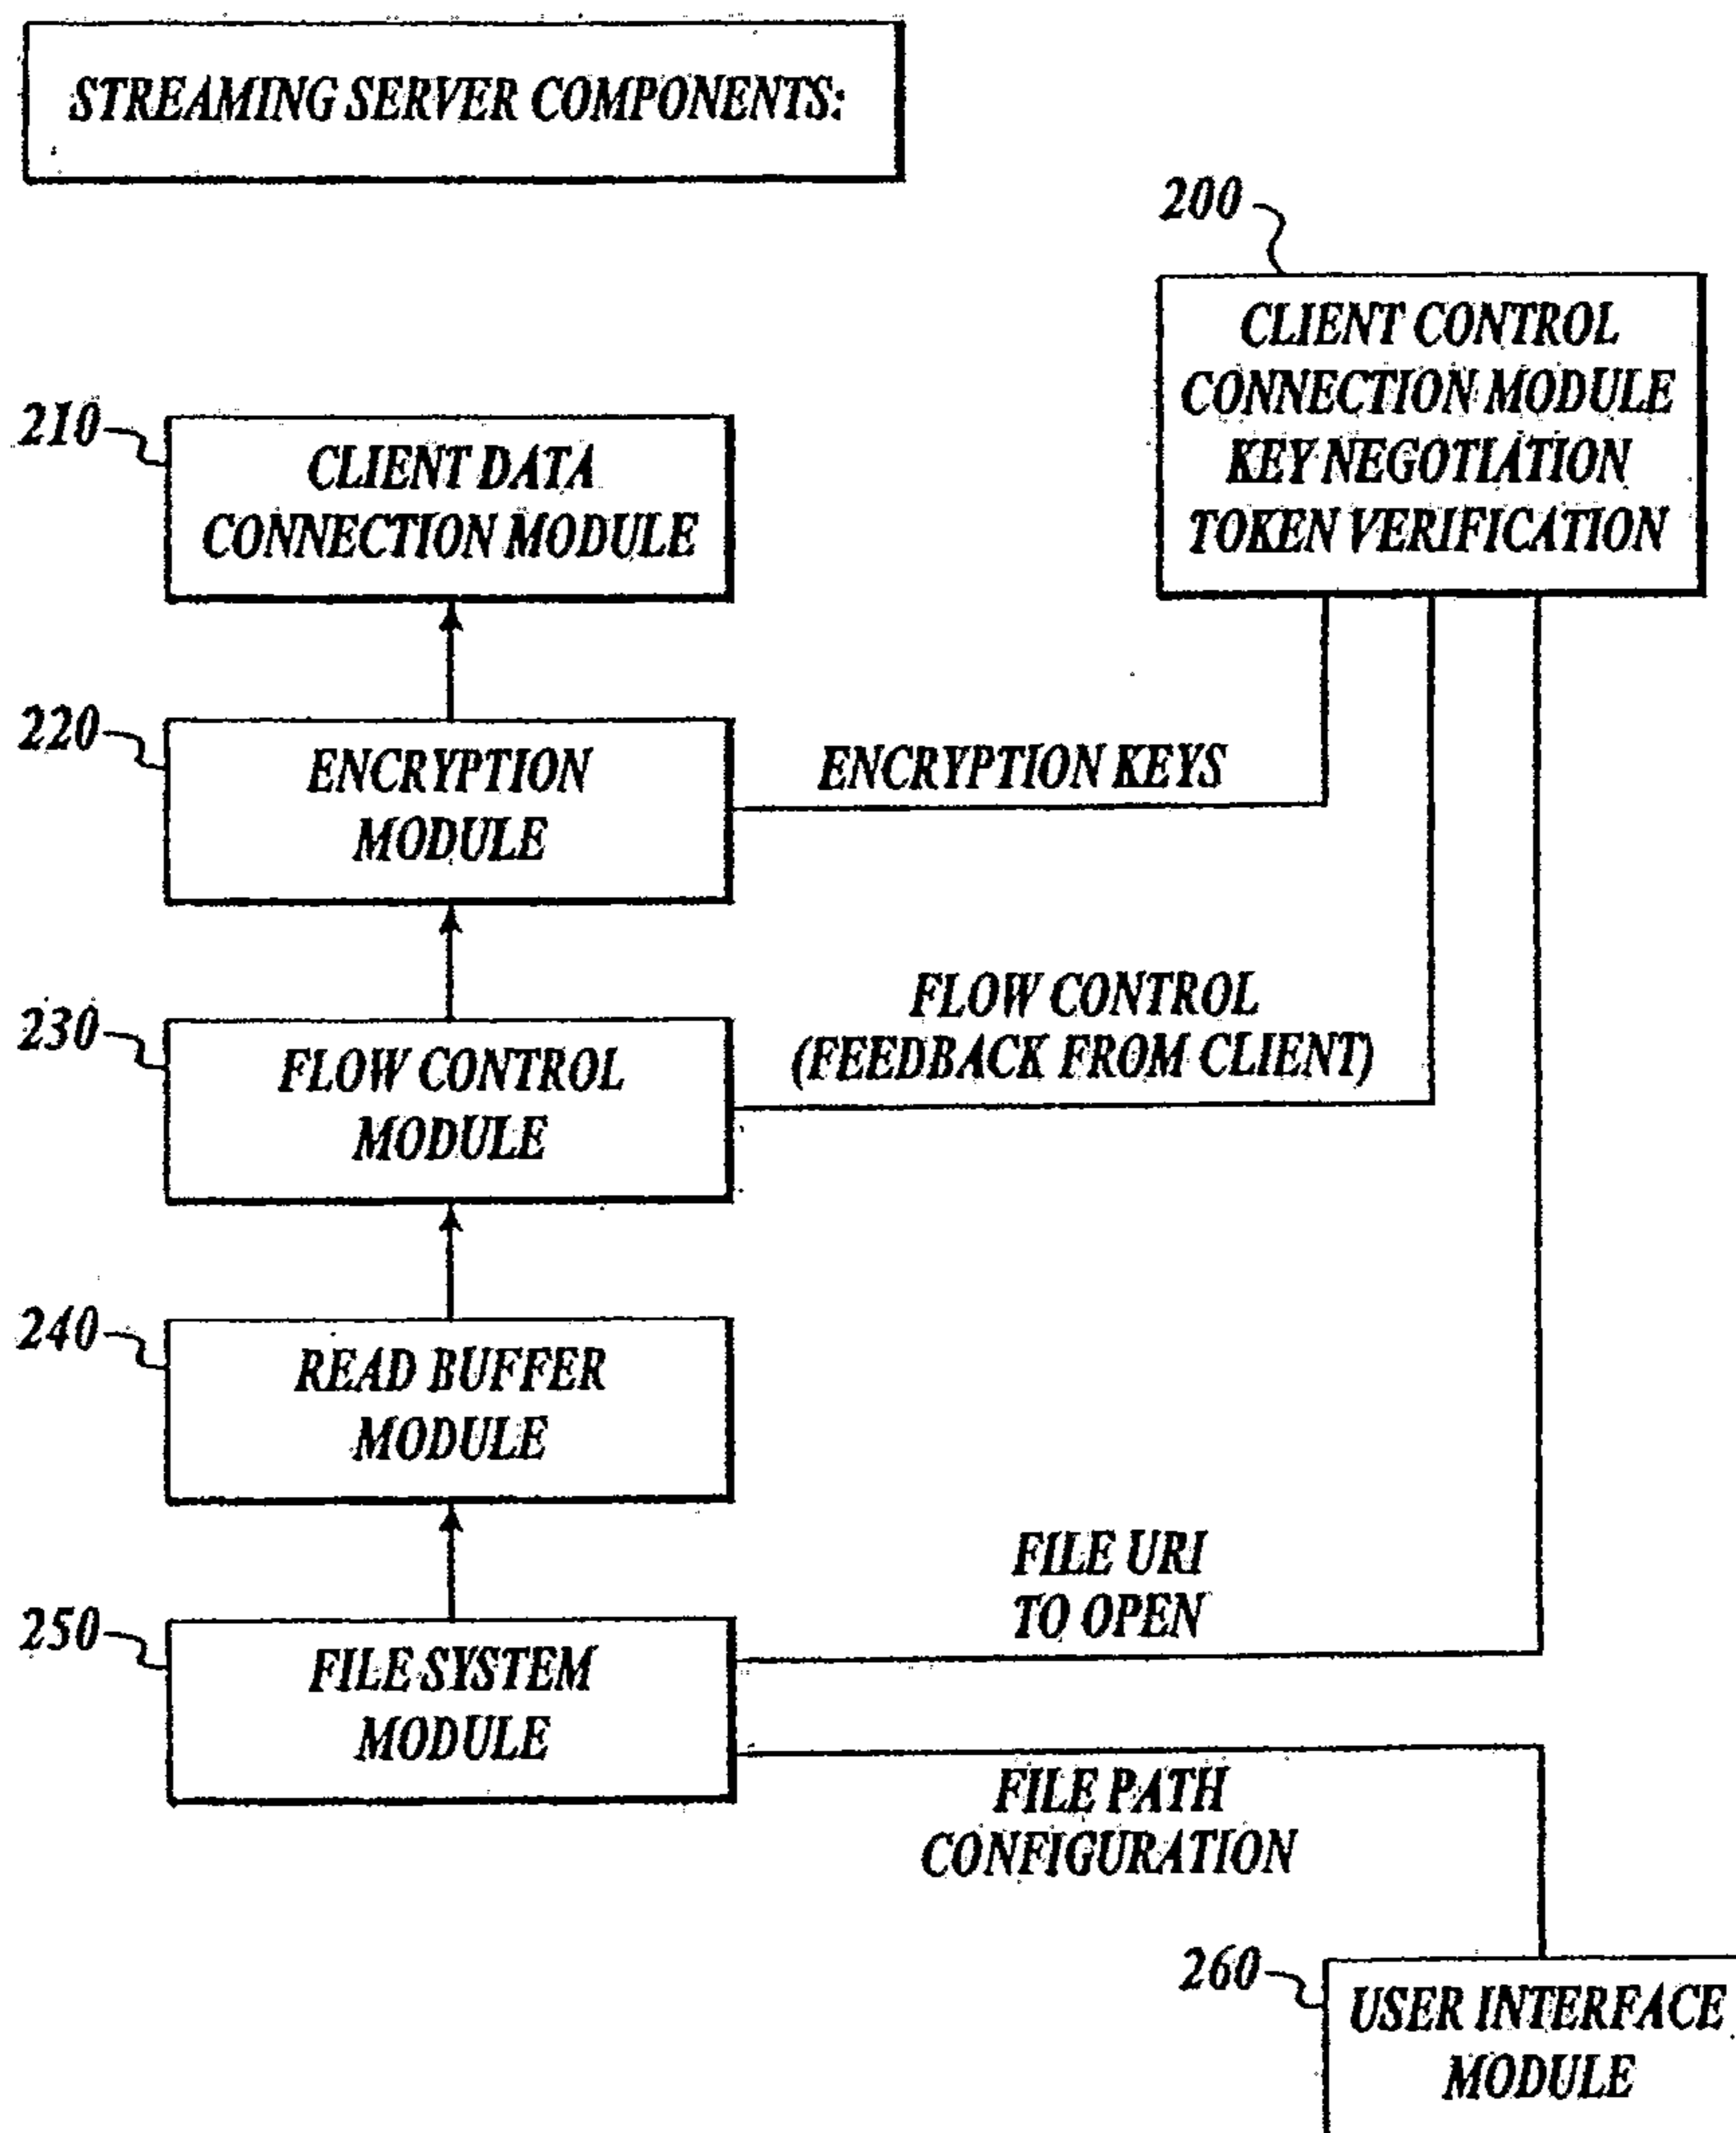 STREAMING SERVER COMPONENTS:
200
CLIENT CONTROL
CONNECTION MODULE
KEY NEGOTIATION
TOKEN VERIFICATION
210
CLIENT DATA
CONNECTION MODULE
220
ENCRYPTION
MODULE
ENCRYPTION KEYS
230
FLOW CONTROL
MODULE
FLOW CONTROL
(FEEDBACK FROM CLIENT)
240
READ BUFFER
MODULE
250
FILE SYSTEM
MODULE
FILE URI
TO OPEN
FILE PATH
CONFIGURATION
260
USER INTERFACE
MODULE